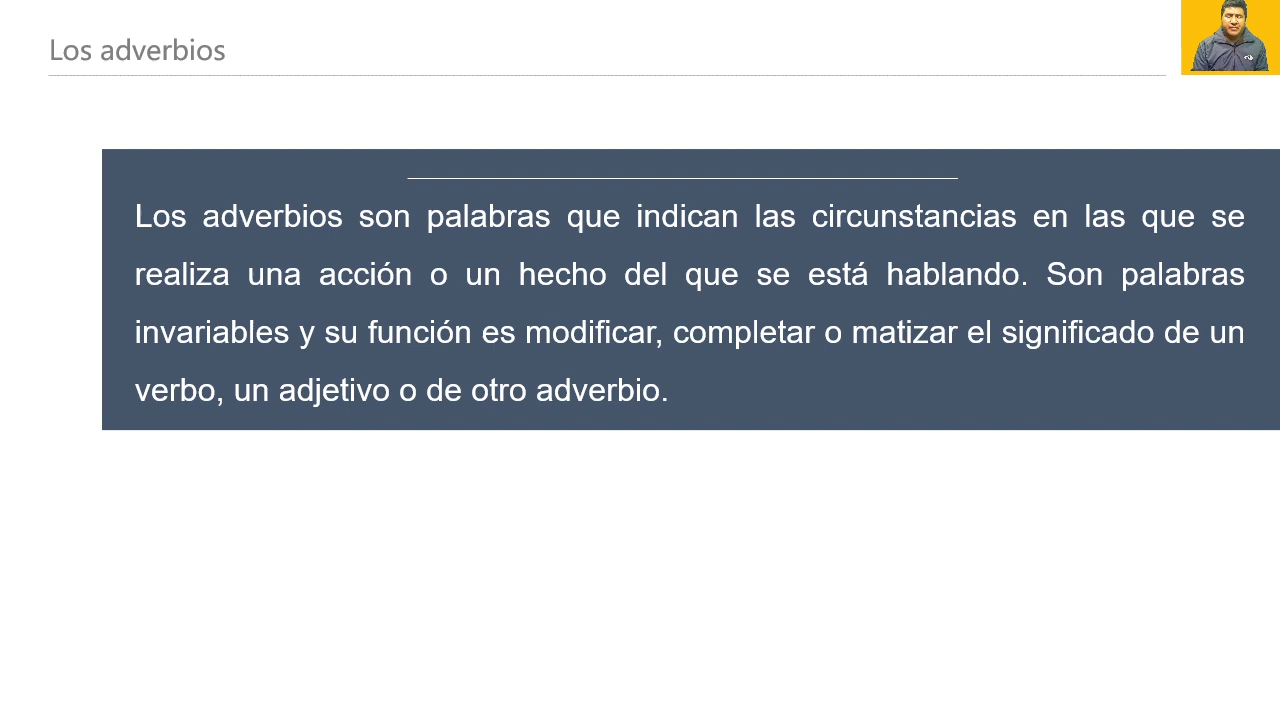 Los adverbios
Los adverbios son palabras que indican las circunstancias en las que se
realiza una acción o un hecho del que se está hablando. Son palabras
invariables y su función es modificar, completar o matizar el significado de un
verbo, un adjetivo o de otro adverbio.